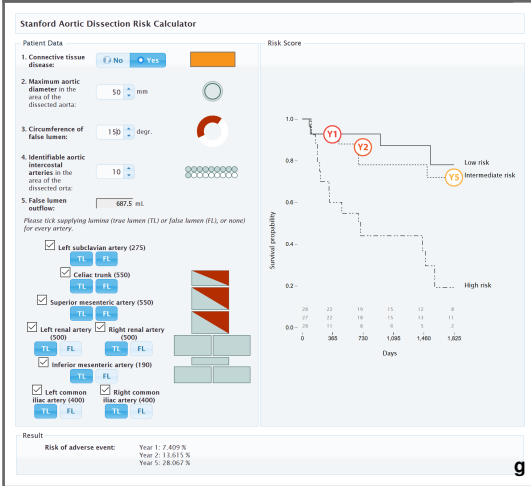 Stanford Aortic Dissection Risk Calculator
Patient Data
1. Connective tissue
disease:
No
Yes
2. Maximum aortic
diameter in the
area of the
dissected aorta:
50 mm
3. Circumference of
false lumen:
150 degr.
4. Identifiable aortic
intercostal
arteries in the
area of the
dissected orta:
10
5. False lumen
outflow:
687.5 mL
Please tick supplying lumina (true lumen (TL) or false lumen (FL), or none)
for every artery.
Left subclavian artery (275)
TL FL
Celiac trunk (550)
TL FL
Superior mesenteric artery (550)
TL FL
Left renal artery
(500)
Right renal artery
(500)
TL FL TL FL
Inferior mesenteric artery (190)
TL FL
Left common
iliac artery (400)
Right common
iliac artery (400)
TL FL TL FL
Risk Score
Survival propability
1.0
0.8
0.6
0.4
0.2
0.0
Y1
Y2
Y5
Low risk
Intermediate risk
High risk
28 22 19 15 12 8
27 22 18 15 13 11
28 11 8 6 5 2
0 365 730 1,095 1,460 1,825
Days
Result
Risk of adverse event:
Year 1: 7.409 %
Year 2: 13.615 %
Year 5: 28.067 %
g